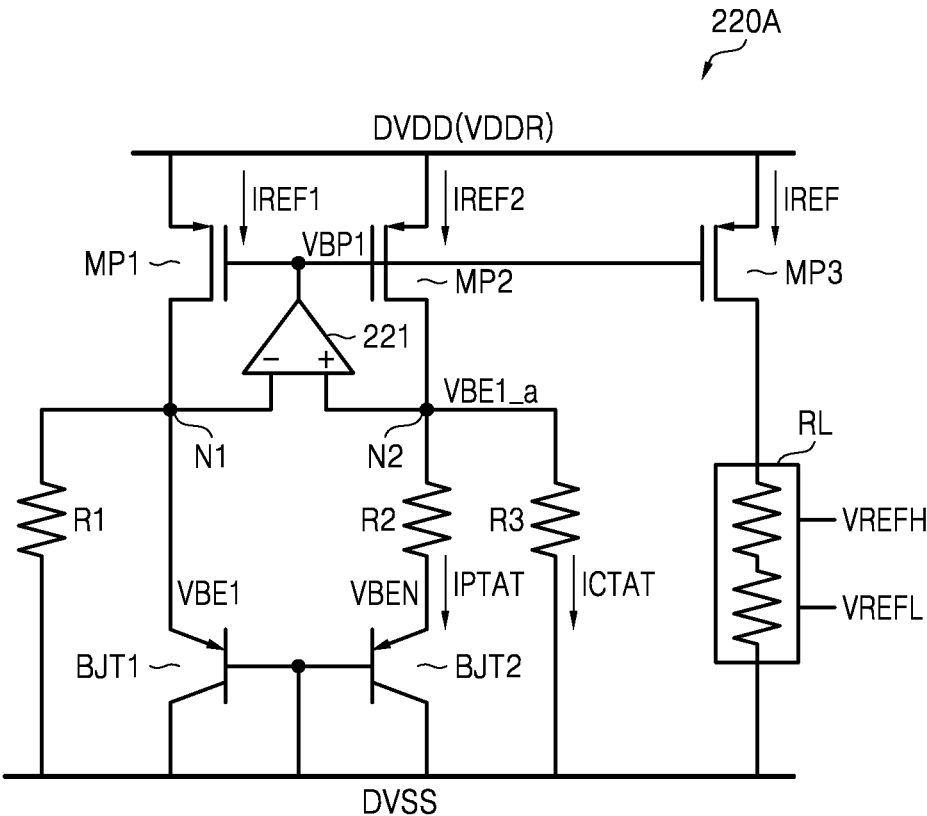 220A
DVDD(VDDR)
IREF1
IREF2
IREF
MP1
VBP1
MP2
MP3
221
− +
VBE1_a
N1
N2
RL
R1
R2
R3
VREFH
VBE1
VBEN
IPTAT
ICTAT
VREFL
BJT1
BJT2
DVSS